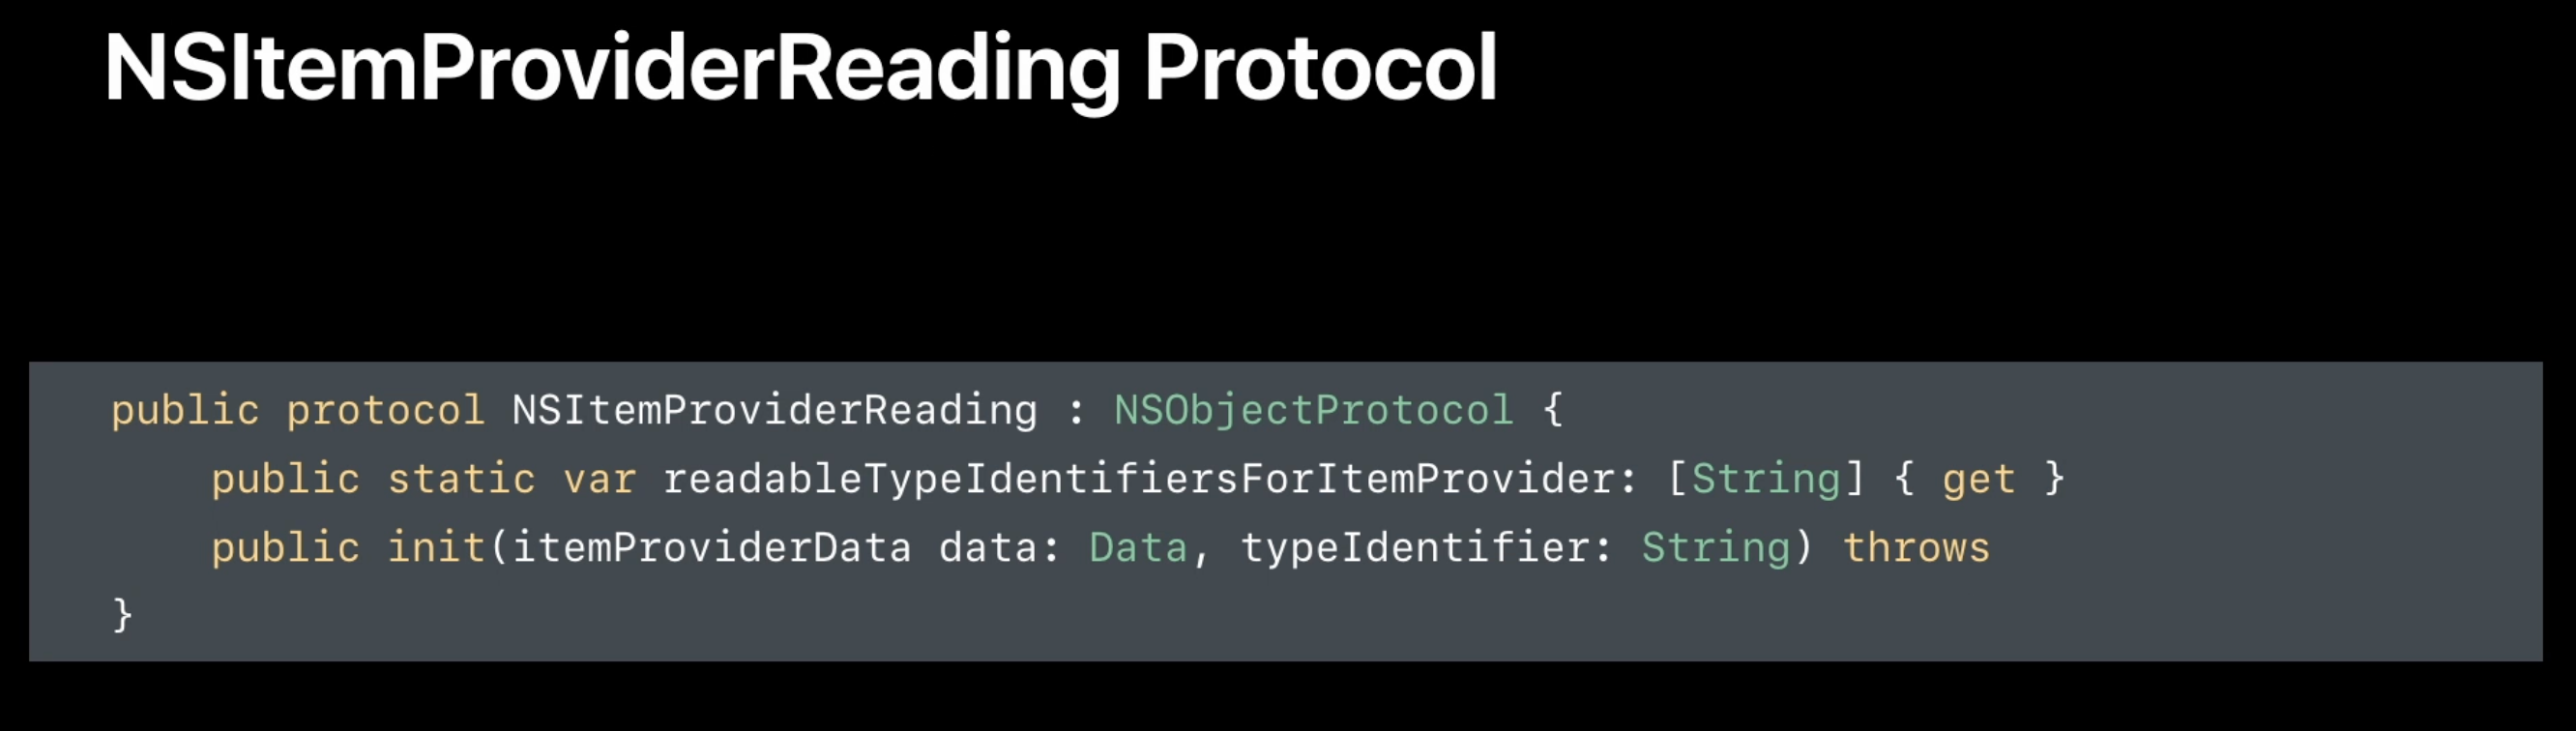 NSItemProviderReading Protocol
public protocol NSItemProviderReading : NSObjectProtocol {
    public static var readableTypeIdentifiersForItemProvider: [String] { get }
    public init(itemProviderData data: Data, typeIdentifier: String) throws
}